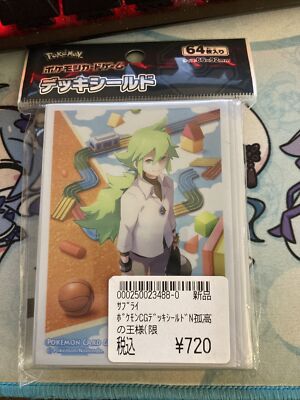 Pokémon
64枚入り
ポケモンカードゲーム
デッキシールド
000250023488-0 新品
サプライ
ポケモンCGデッキシールドN孤高
の王様(限
税込 ¥720
POKÉMON CARD G
©Pokémon/Nintendo